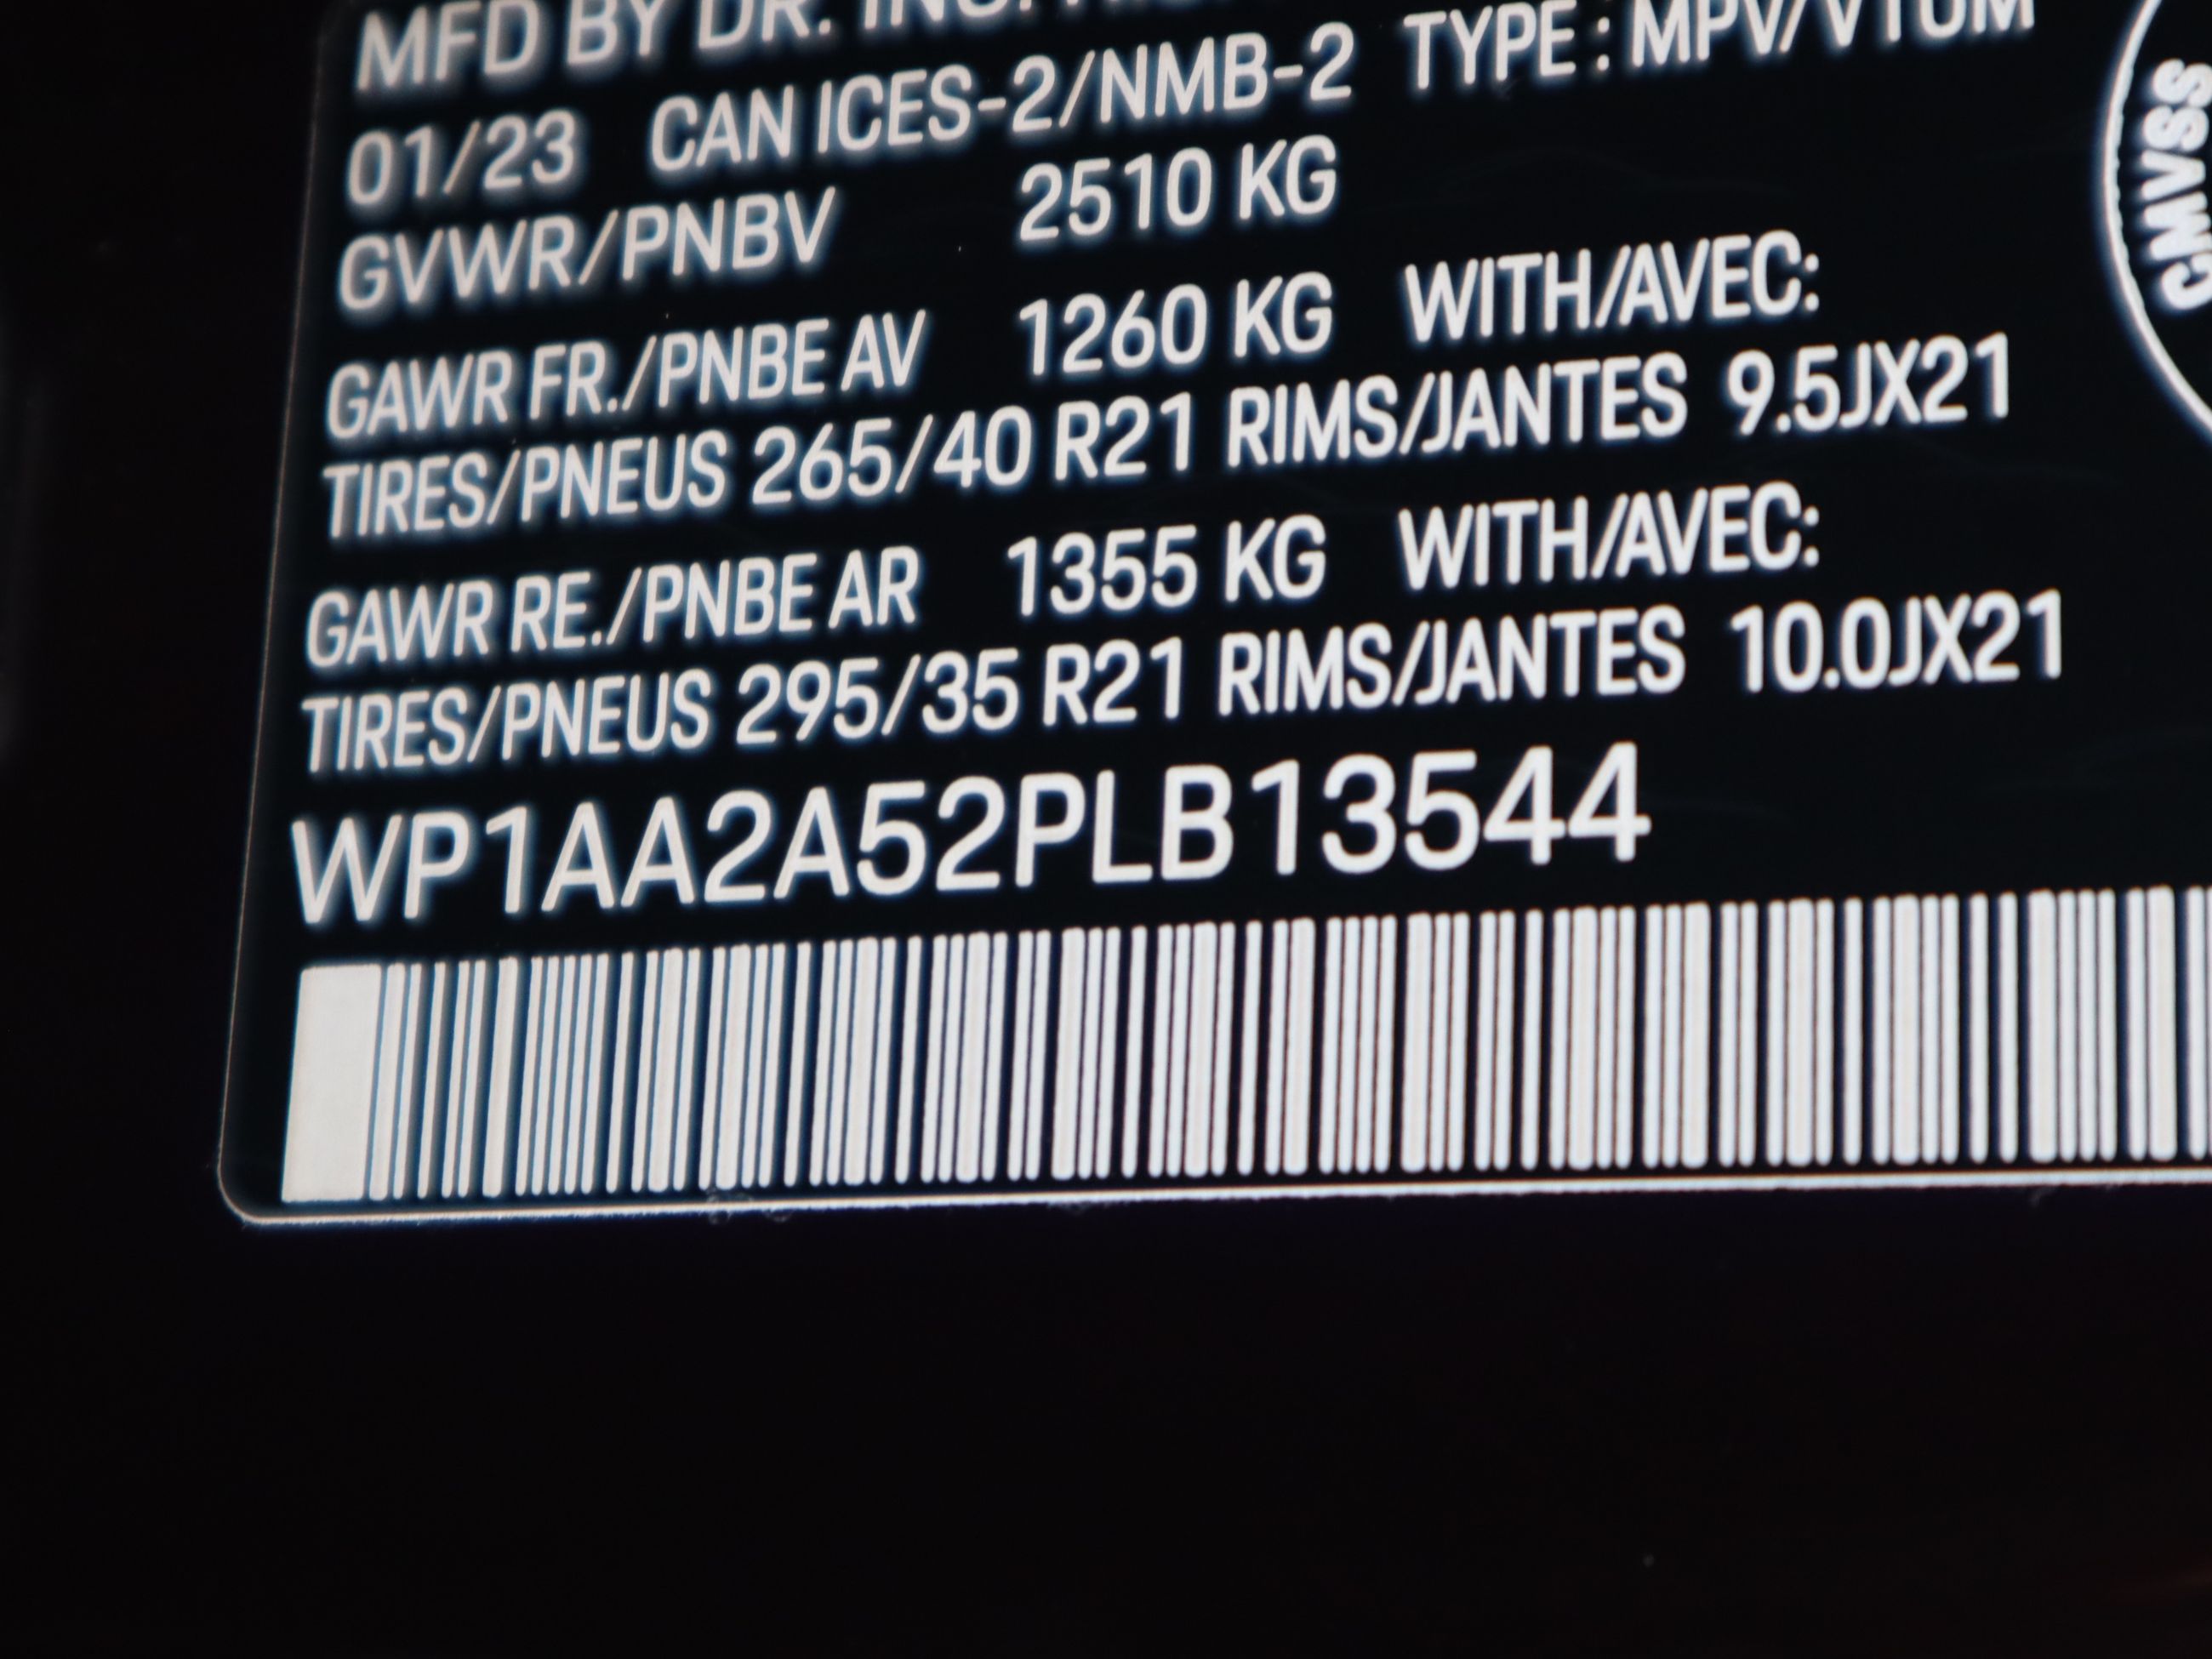 MFD BY DR. ING.
01/23 CAN ICES-2/NMB-2 TYPE : MPV/VTUM
GVWR/PNBV 2510 KG
GAWR FR./PNBE AV 1260 KG WITH/AVEC:
TIRES/PNEUS 265/40 R21 RIMS/JANTES 9.5JX21
GAWR RE./PNBE AR 1355 KG WITH/AVEC:
TIRES/PNEUS 295/35 R21 RIMS/JANTES 10.0JX21
WP1AA2A52PLB13544
CMVSS